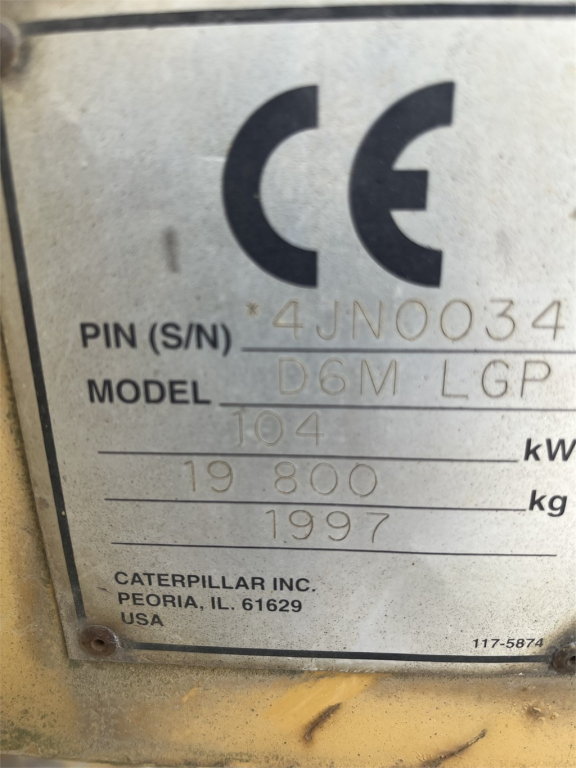 CE
PIN (S/N) *4JN0034
MODEL D6M LGP
104 kW
19 800 kg
1997
CATERPILLAR INC.
PEORIA, IL. 61629
USA
117-5874